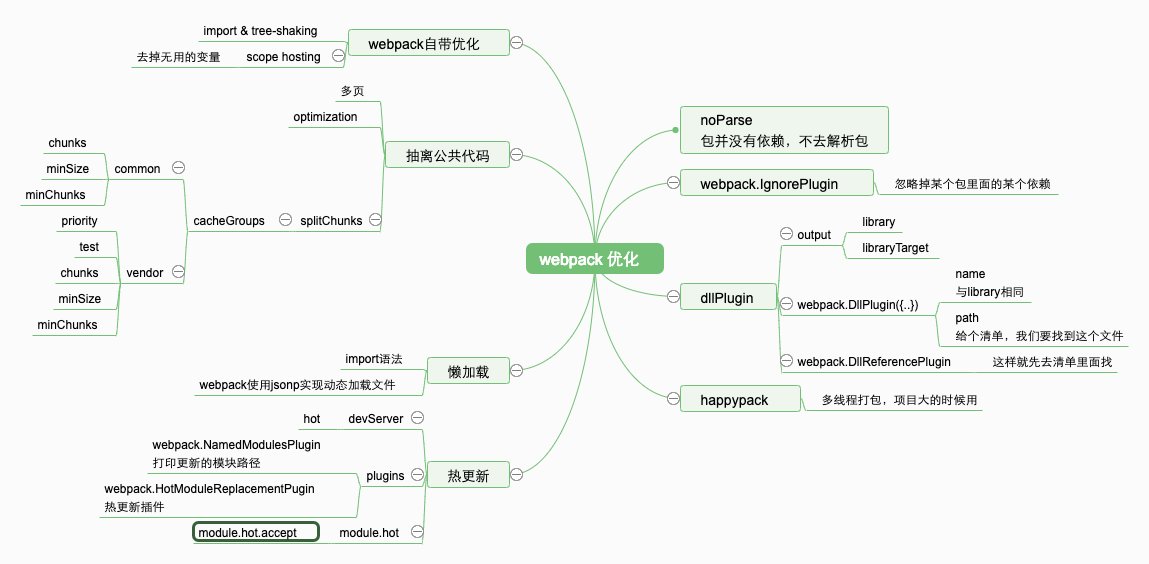 webpack 优化
noParse
包并没有依赖，不去解析包
webpack.IgnorePlugin
忽略掉某个包里面的某个依赖
dllPlugin
output
library
libraryTarget
webpack.DllPlugin({..})
name
与library相同
path
给个清单，我们要找到这个文件
webpack.DllReferencePlugin
这样就先去清单里面找
happypack
多线程打包，项目大的时候用
webpack自带优化
import & tree-shaking
scope hosting
去掉无用的变量
抽离公共代码
多页
optimization
splitChunks
cacheGroups
common
chunks
minSize
minChunks
vendor
priority
test
chunks
minSize
minChunks
懒加载
import语法
webpack使用jsonp实现动态加载文件
热更新
devServer
hot
plugins
webpack.NamedModulesPlugin
打印更新的模块路径
webpack.HotModuleReplacementPugin
热更新插件
module.hot
module.hot.accept